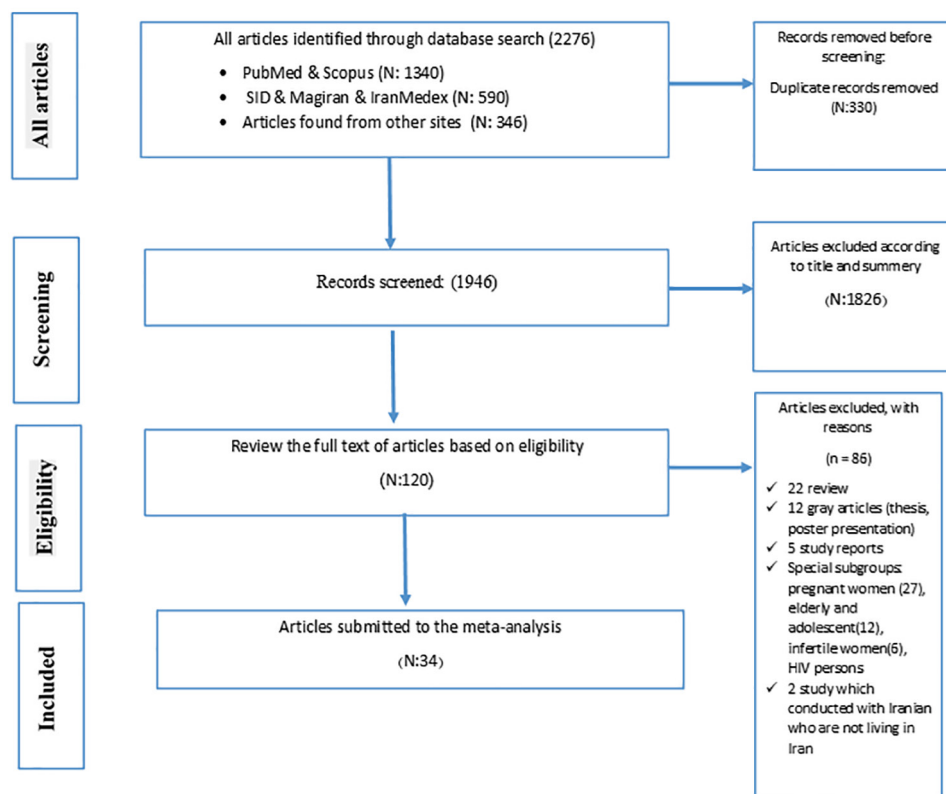 All articles
All articles identified through database search (2276)
• PubMed & Scopus (N: 1340)
• SID & Magiran & IranMedex (N: 590)
• Articles found from other sites (N: 346)
Records removed before
screening:
Duplicate records removed
(N:330)
Screening
Records screened: (1946)
Articles excluded according
to title and summery
(N:1826)
Eligibility
Review the full text of articles based on eligibility
(N:120)
Articles excluded, with
reasons
(n = 86)
✓ 22 review
✓ 12 gray articles (thesis,
poster presentation)
✓ 5 study reports
✓ Special subgroups:
pregnant women (27),
elderly and
adolescent(12),
infertile women(6),
HIV persons
✓ 2 study which
conducted with Iranian
who are not living in
Iran
Included
Articles submitted to the meta-analysis
(N:34)